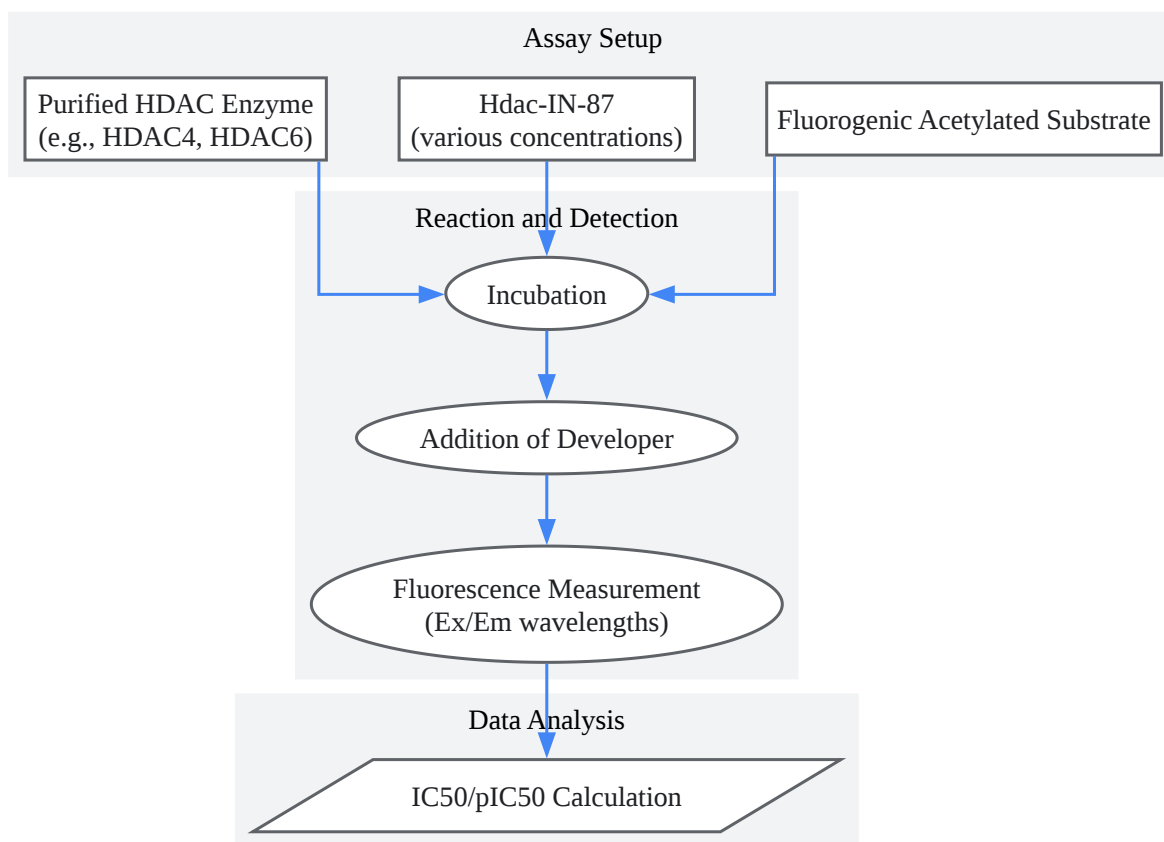 Assay Setup
Purified HDAC Enzyme
(e.g., HDAC4, HDAC6)
Hdac-IN-87
(various concentrations)
Fluorogenic Acetylated Substrate
Reaction and Detection
Incubation
Addition of Developer
Fluorescence Measurement
(Ex/Em wavelengths)
Data Analysis
IC50/pIC50 Calculation